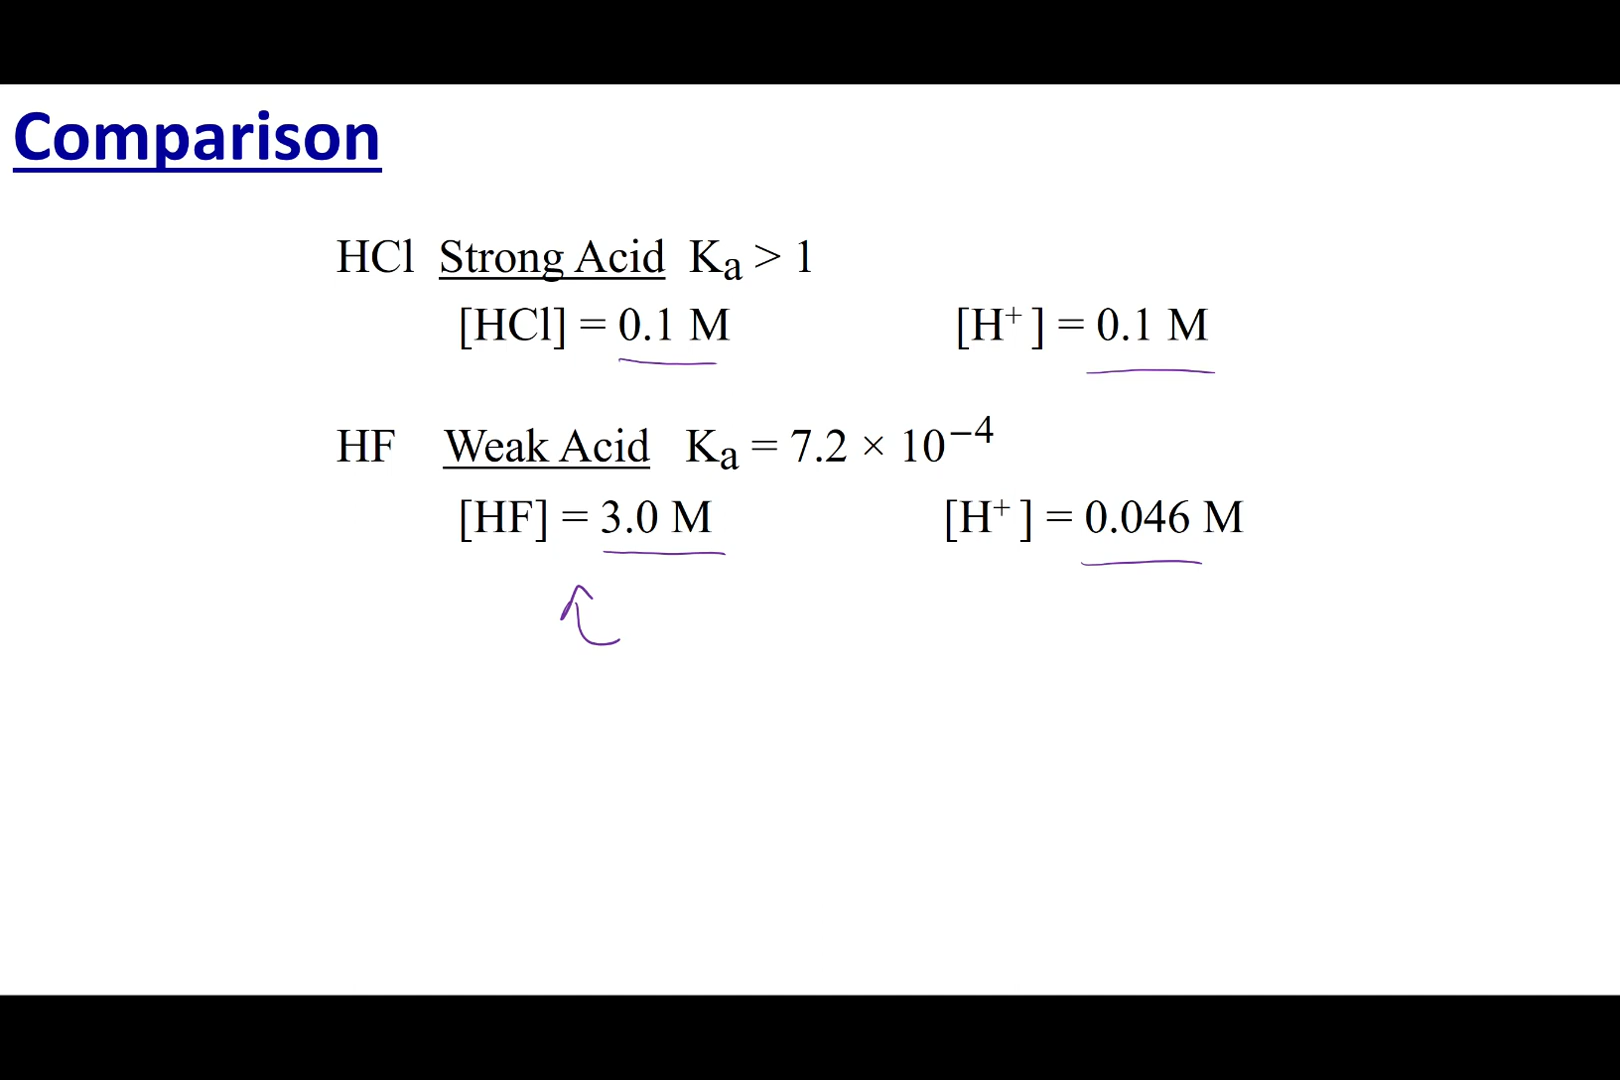 Comparison
HCl Strong Acid Kₐ > 1
[HCl] = 0.1 M [H⁺] = 0.1 M
HF Weak Acid Kₐ = 7.2 × 10⁻⁴
[HF] = 3.0 M [H⁺] = 0.046 M